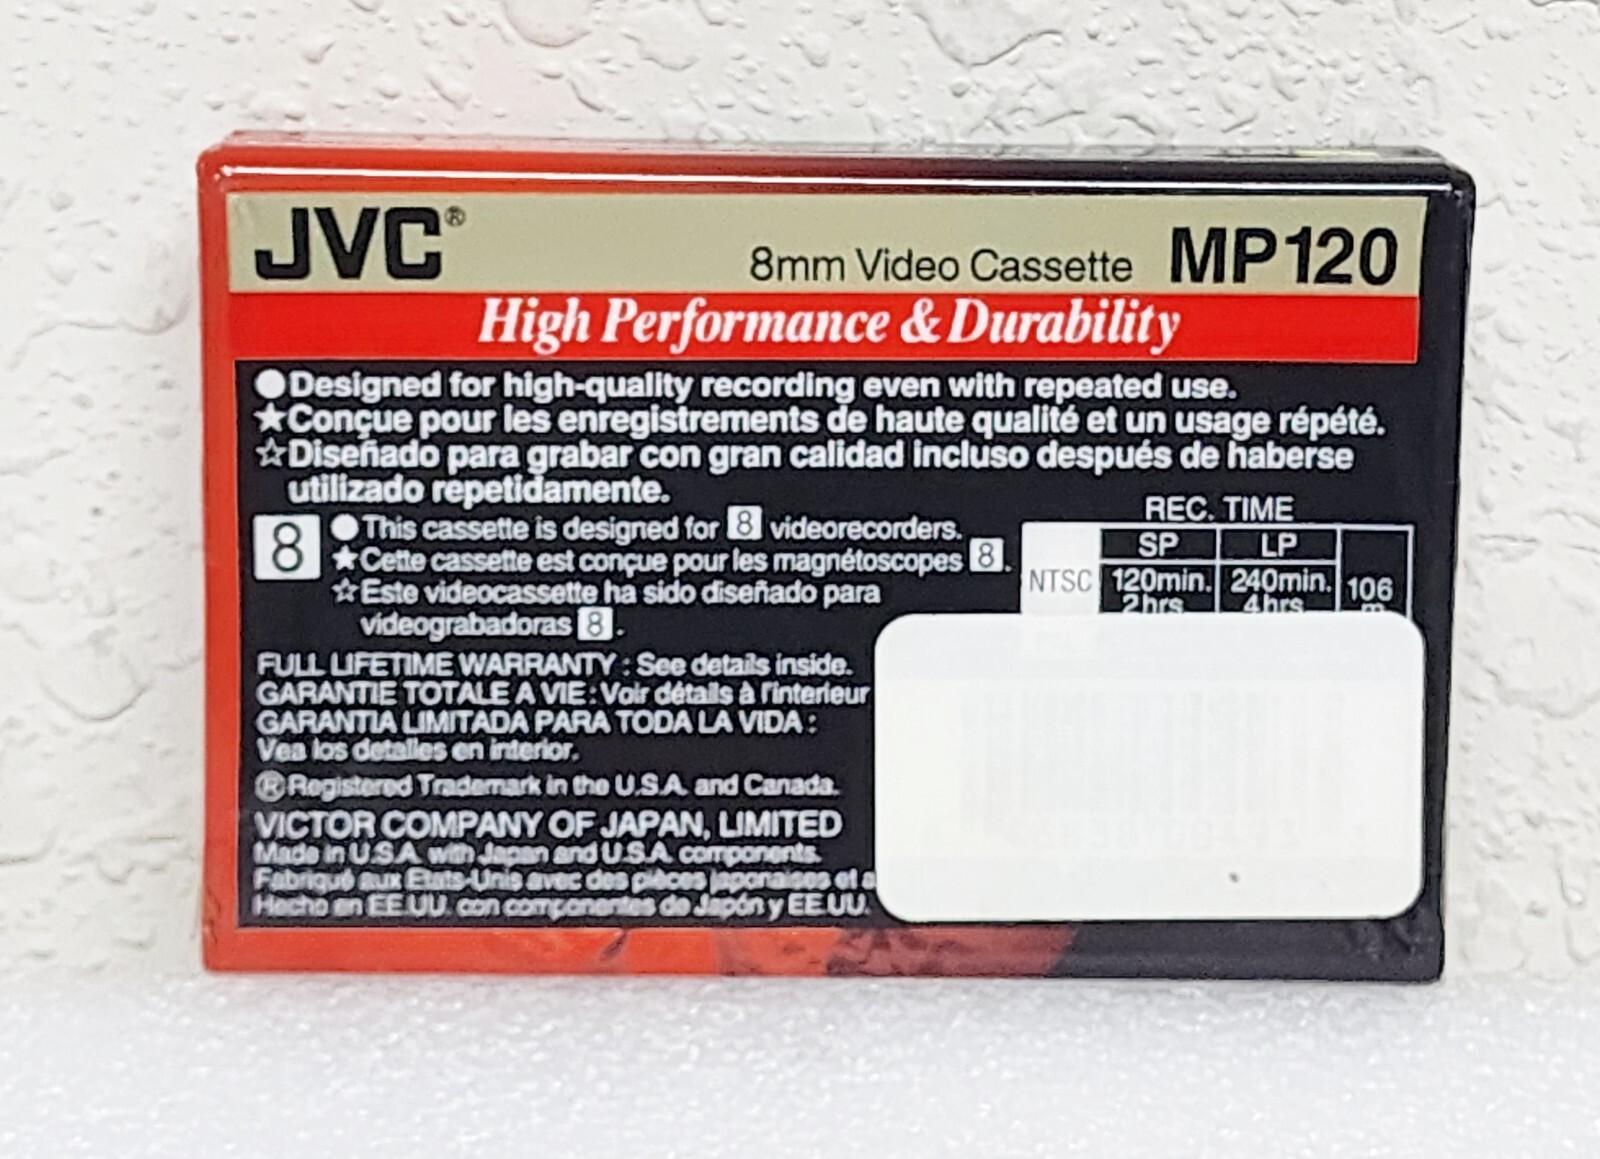 JVC®
8mm Video Cassette MP120
High Performance & Durability
●Designed for high-quality recording even with repeated use.
★Conçue pour les enregistrements de haute qualité et un usage répété.
☆Diseñado para grabar con gran calidad incluso después de haberse
utilizado repetidamente.
8
●This cassette is designed for 8 videorecorders.
★Cette cassette est conçue pour les magnétoscopes 8.
☆Este videocassette ha sido diseñado para
videograbadoras 8.
REC. TIME
SP LP
NTSC 120min. 240min. 106
2hrs 4hrs m
FULL LIFETIME WARRANTY : See details inside.
GARANTIE TOTALE A VIE : Voir détails à l'interieur
GARANTIA LIMITADA PARA TODA LA VIDA :
Vea los detalles en interior.
®Registered Trademark in the U.S.A. and Canada.
VICTOR COMPANY OF JAPAN, LIMITED
Made in U.S.A. with Japan and U.S.A. components.
Fabriqué aux Etats-Unis avec des pièces japonaises et a
Hecho en EE.UU. con componentes de Japón y EE.UU.